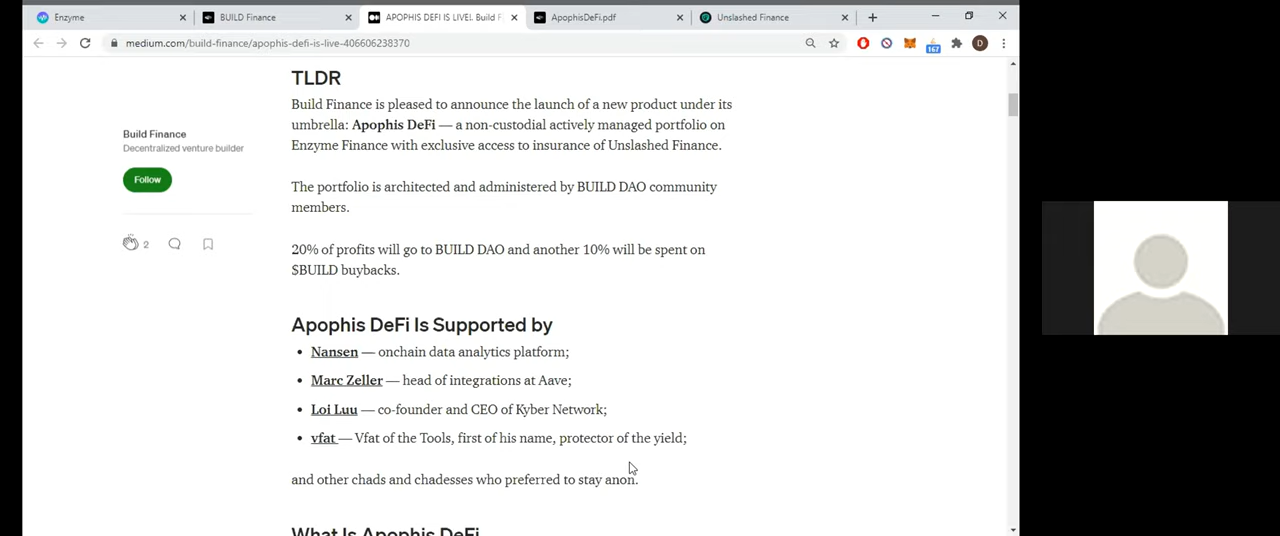 Enzyme
BUILD Finance
APOPHIS DEFI IS LIVE!. Build F
ApophisDeFi.pdf
Unslashed Finance
medium.com/build-finance/apophis-defi-is-live-406606238370
167
D
TLDR
Build Finance is pleased to announce the launch of a new product under its
umbrella: Apophis DeFi — a non-custodial actively managed portfolio on
Enzyme Finance with exclusive access to insurance of Unslashed Finance.
Build Finance
Decentralized venture builder
Follow
2
The portfolio is architected and administered by BUILD DAO community
members.
20% of profits will go to BUILD DAO and another 10% will be spent on
$BUILD buybacks.
Apophis DeFi Is Supported by
• Nansen — onchain data analytics platform;
• Marc Zeller — head of integrations at Aave;
• Loi Luu — co-founder and CEO of Kyber Network;
• vfat — Vfat of the Tools, first of his name, protector of the yield;
and other chads and chadesses who preferred to stay anon.
What Is Apophis DeFi